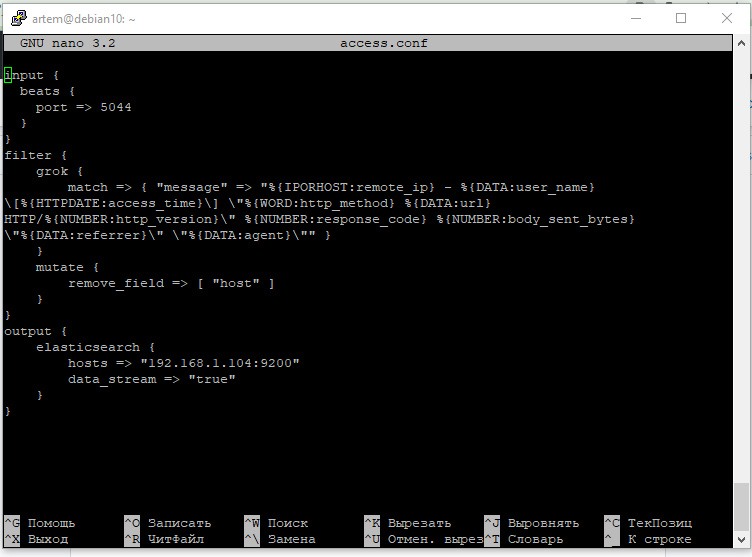 artem@debian10: ~
GNU nano 3.2 access.conf
input {
  beats {
    port => 5044
  }
}
filter {
    grok {
        match => { "message" => "%{IPORHOST:remote_ip} - %{DATA:user_name}
\[%{HTTPDATE:access_time}\] \"%{WORD:http_method} %{DATA:url}
HTTP/%{NUMBER:http_version}\" %{NUMBER:response_code} %{NUMBER:body_sent_bytes}
\"%{DATA:referrer}\" \"%{DATA:agent}\"" }
    }
    mutate {
        remove_field => [ "host" ]
    }
}
output {
    elasticsearch {
        hosts => "192.168.1.104:9200"
        data_stream => "true"
    }
}
^G Помощь ^O Записать ^W Поиск ^K Вырезать ^J Выровнять ^C ТекПозиц
^X Выход ^R ЧитФайл ^\ Замена ^U Отмен. вырез ^T Словарь ^_ К строке